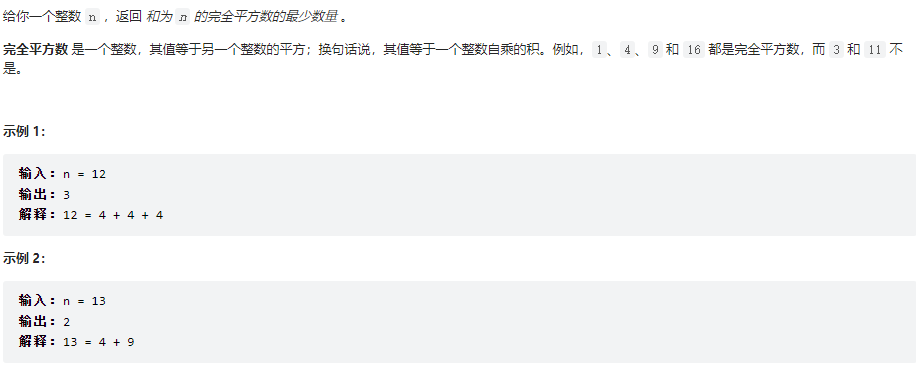 给你一个整数 n ，返回 和为 n 的完全平方数的最少数量 。
完全平方数 是一个整数，其值等于另一个整数的平方；换句话说，其值等于一个整数自乘的积。例如，1、4、9 和 16 都是完全平方数，而 3 和 11 不
是。
示例 1：
输入：n = 12
输出：3
解释：12 = 4 + 4 + 4
示例 2：
输入：n = 13
输出：2
解释：13 = 4 + 9